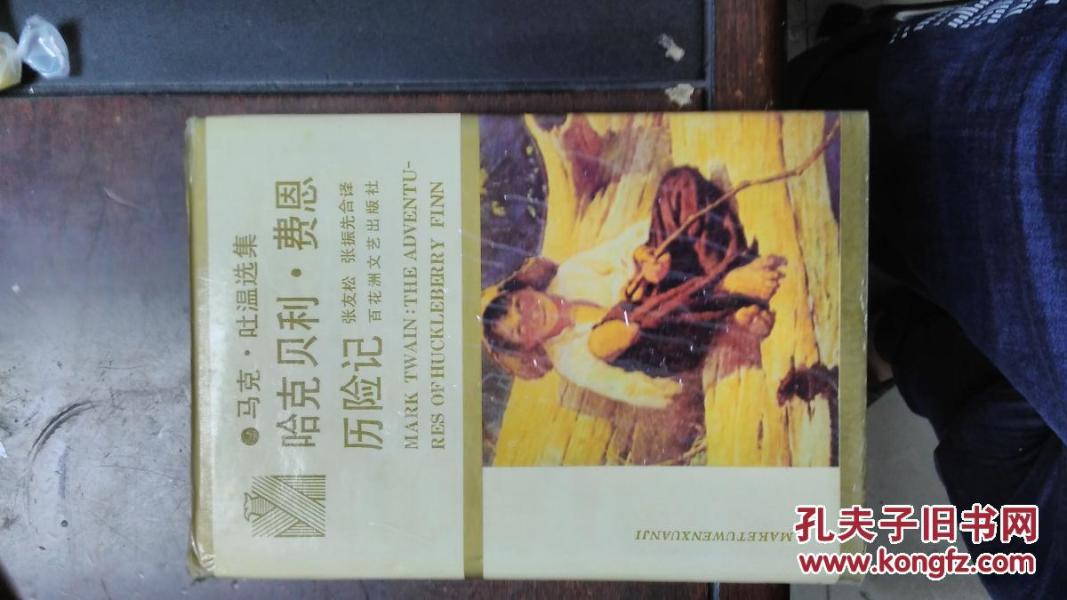 马克·吐温选集
哈克贝利·费恩
历险记
张友松 张振先合译
百花洲文艺出版社
MARK TWAIN:THE ADVENTU-
RES OF HUCKLEBERRY FINN
MAKETUWENXUANJI
孔夫子旧书网
www.kongfz.com